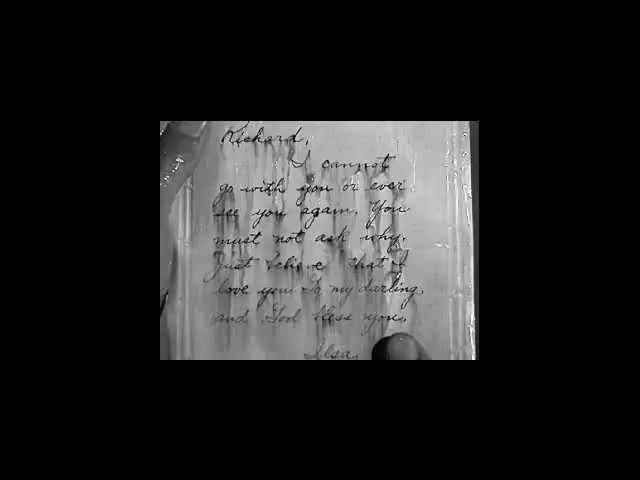 Richard,
I cannot
go with you or ever
see you again. You
must not ask why.
Just believe that I
love you. Go my darling,
and God bless you.
Ilsa.